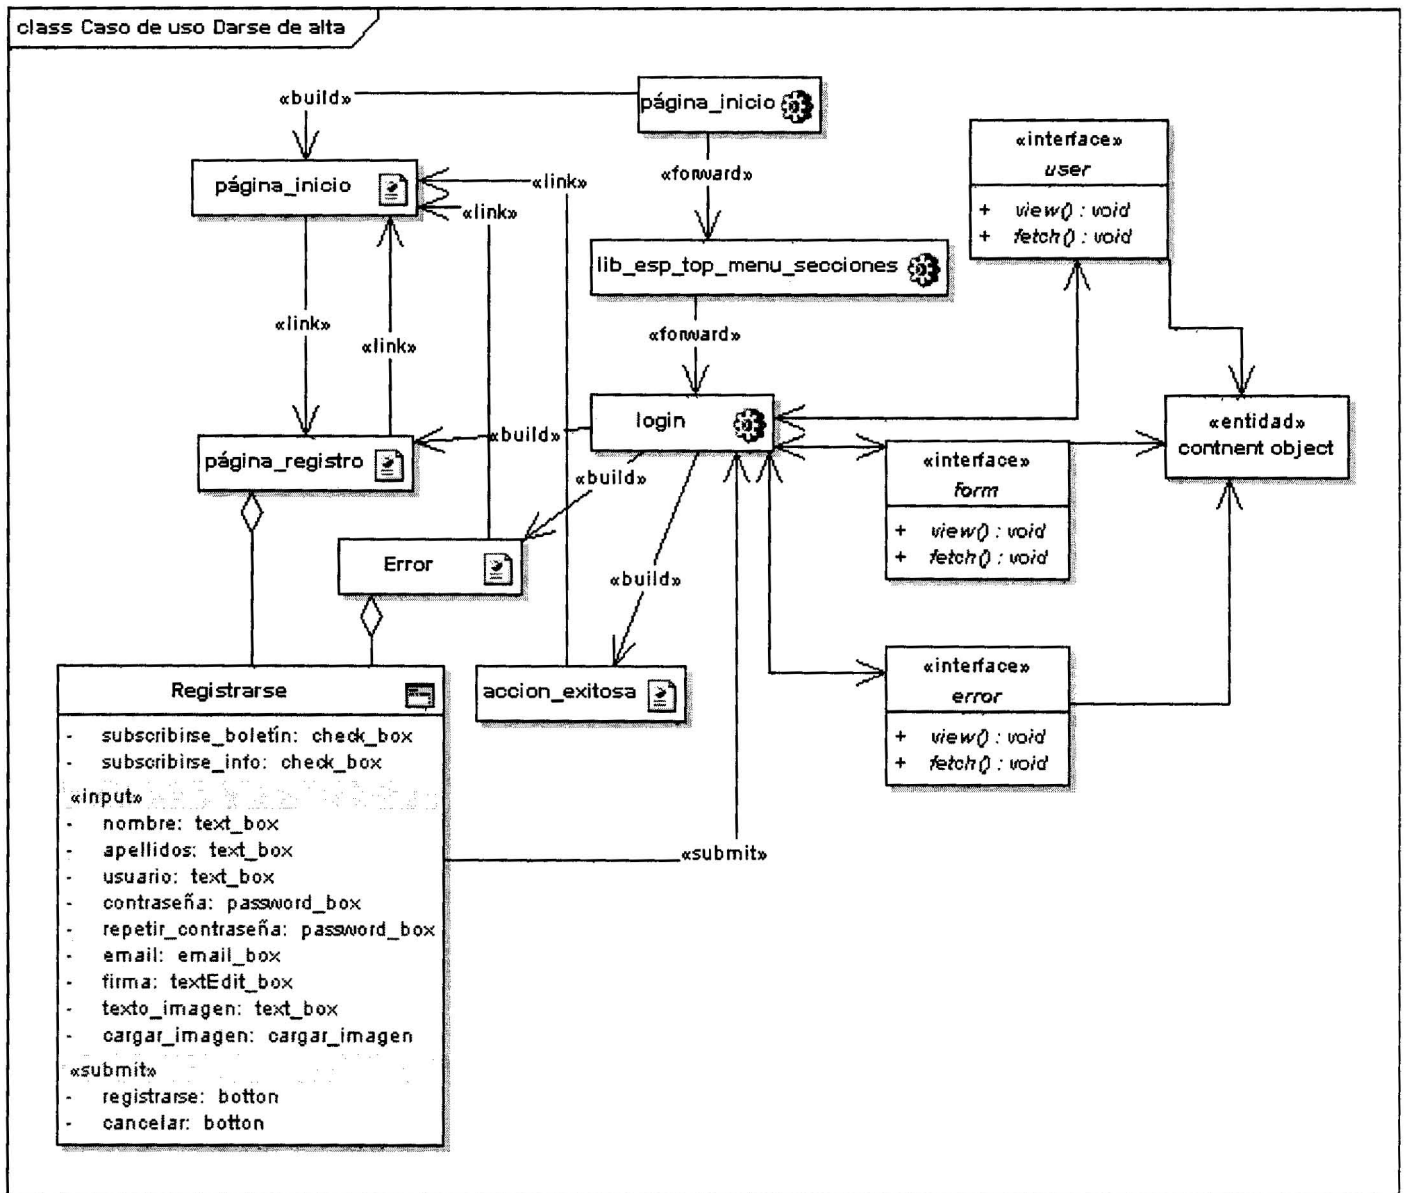 class Caso de uso Darse de alta
«build»
página_inicio
«forward»
«interface»
user
+ view() : void
+ fetch() : void
página_inicio
«link»
«link»
lib_esp_top_menu_secciones
«link»
«link»
«forward»
login
«build»
«entidad»
contnent object
página_registro
«build»
«interface»
form
+ view() : void
+ fetch() : void
Error
«build»
«interface»
error
+ view() : void
+ fetch() : void
accion_exitosa
Registrarse
- subscribirse_boletín: check_box
- subscribirse_info: check_box
«input»
- nombre: text_box
- apellidos: text_box
- usuario: text_box
- contraseña: password_box
- repetir_contraseña: password_box
- email: email_box
- firma: textEdit_box
- texto_imagen: text_box
- cargar_imagen: cargar_imagen
«submit»
- registrarse: botton
- cancelar: botton
«submit»